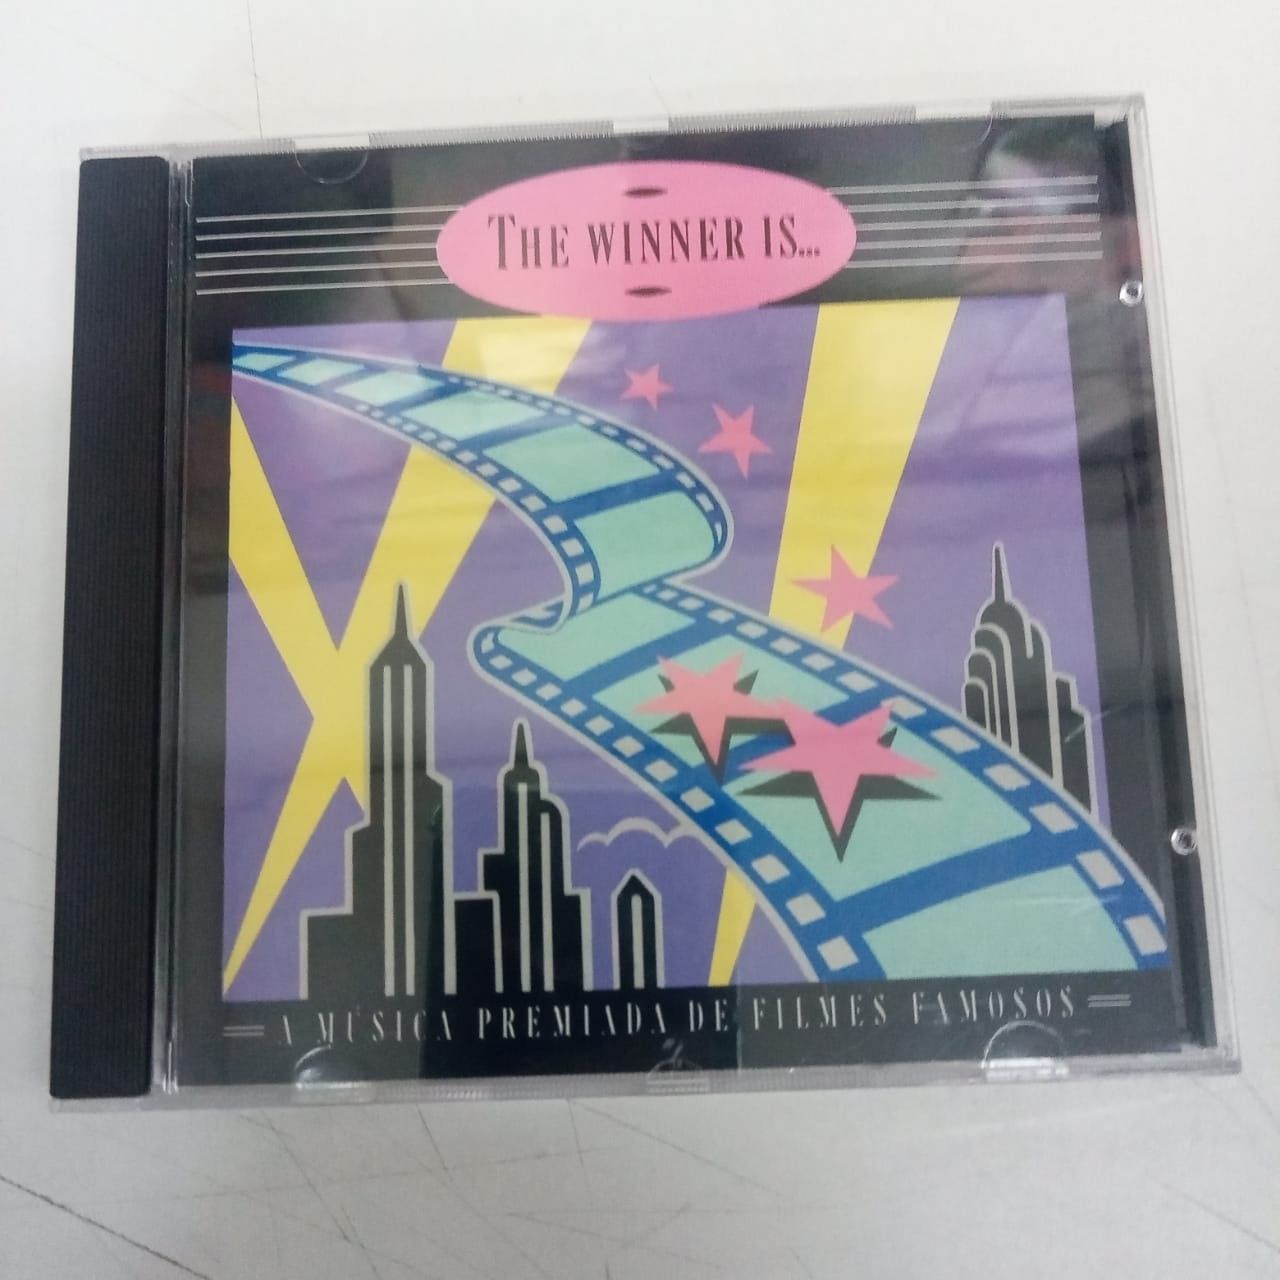 THE WINNER IS...
A MÚSICA PREMIADA DE FILMES FAMOSOS